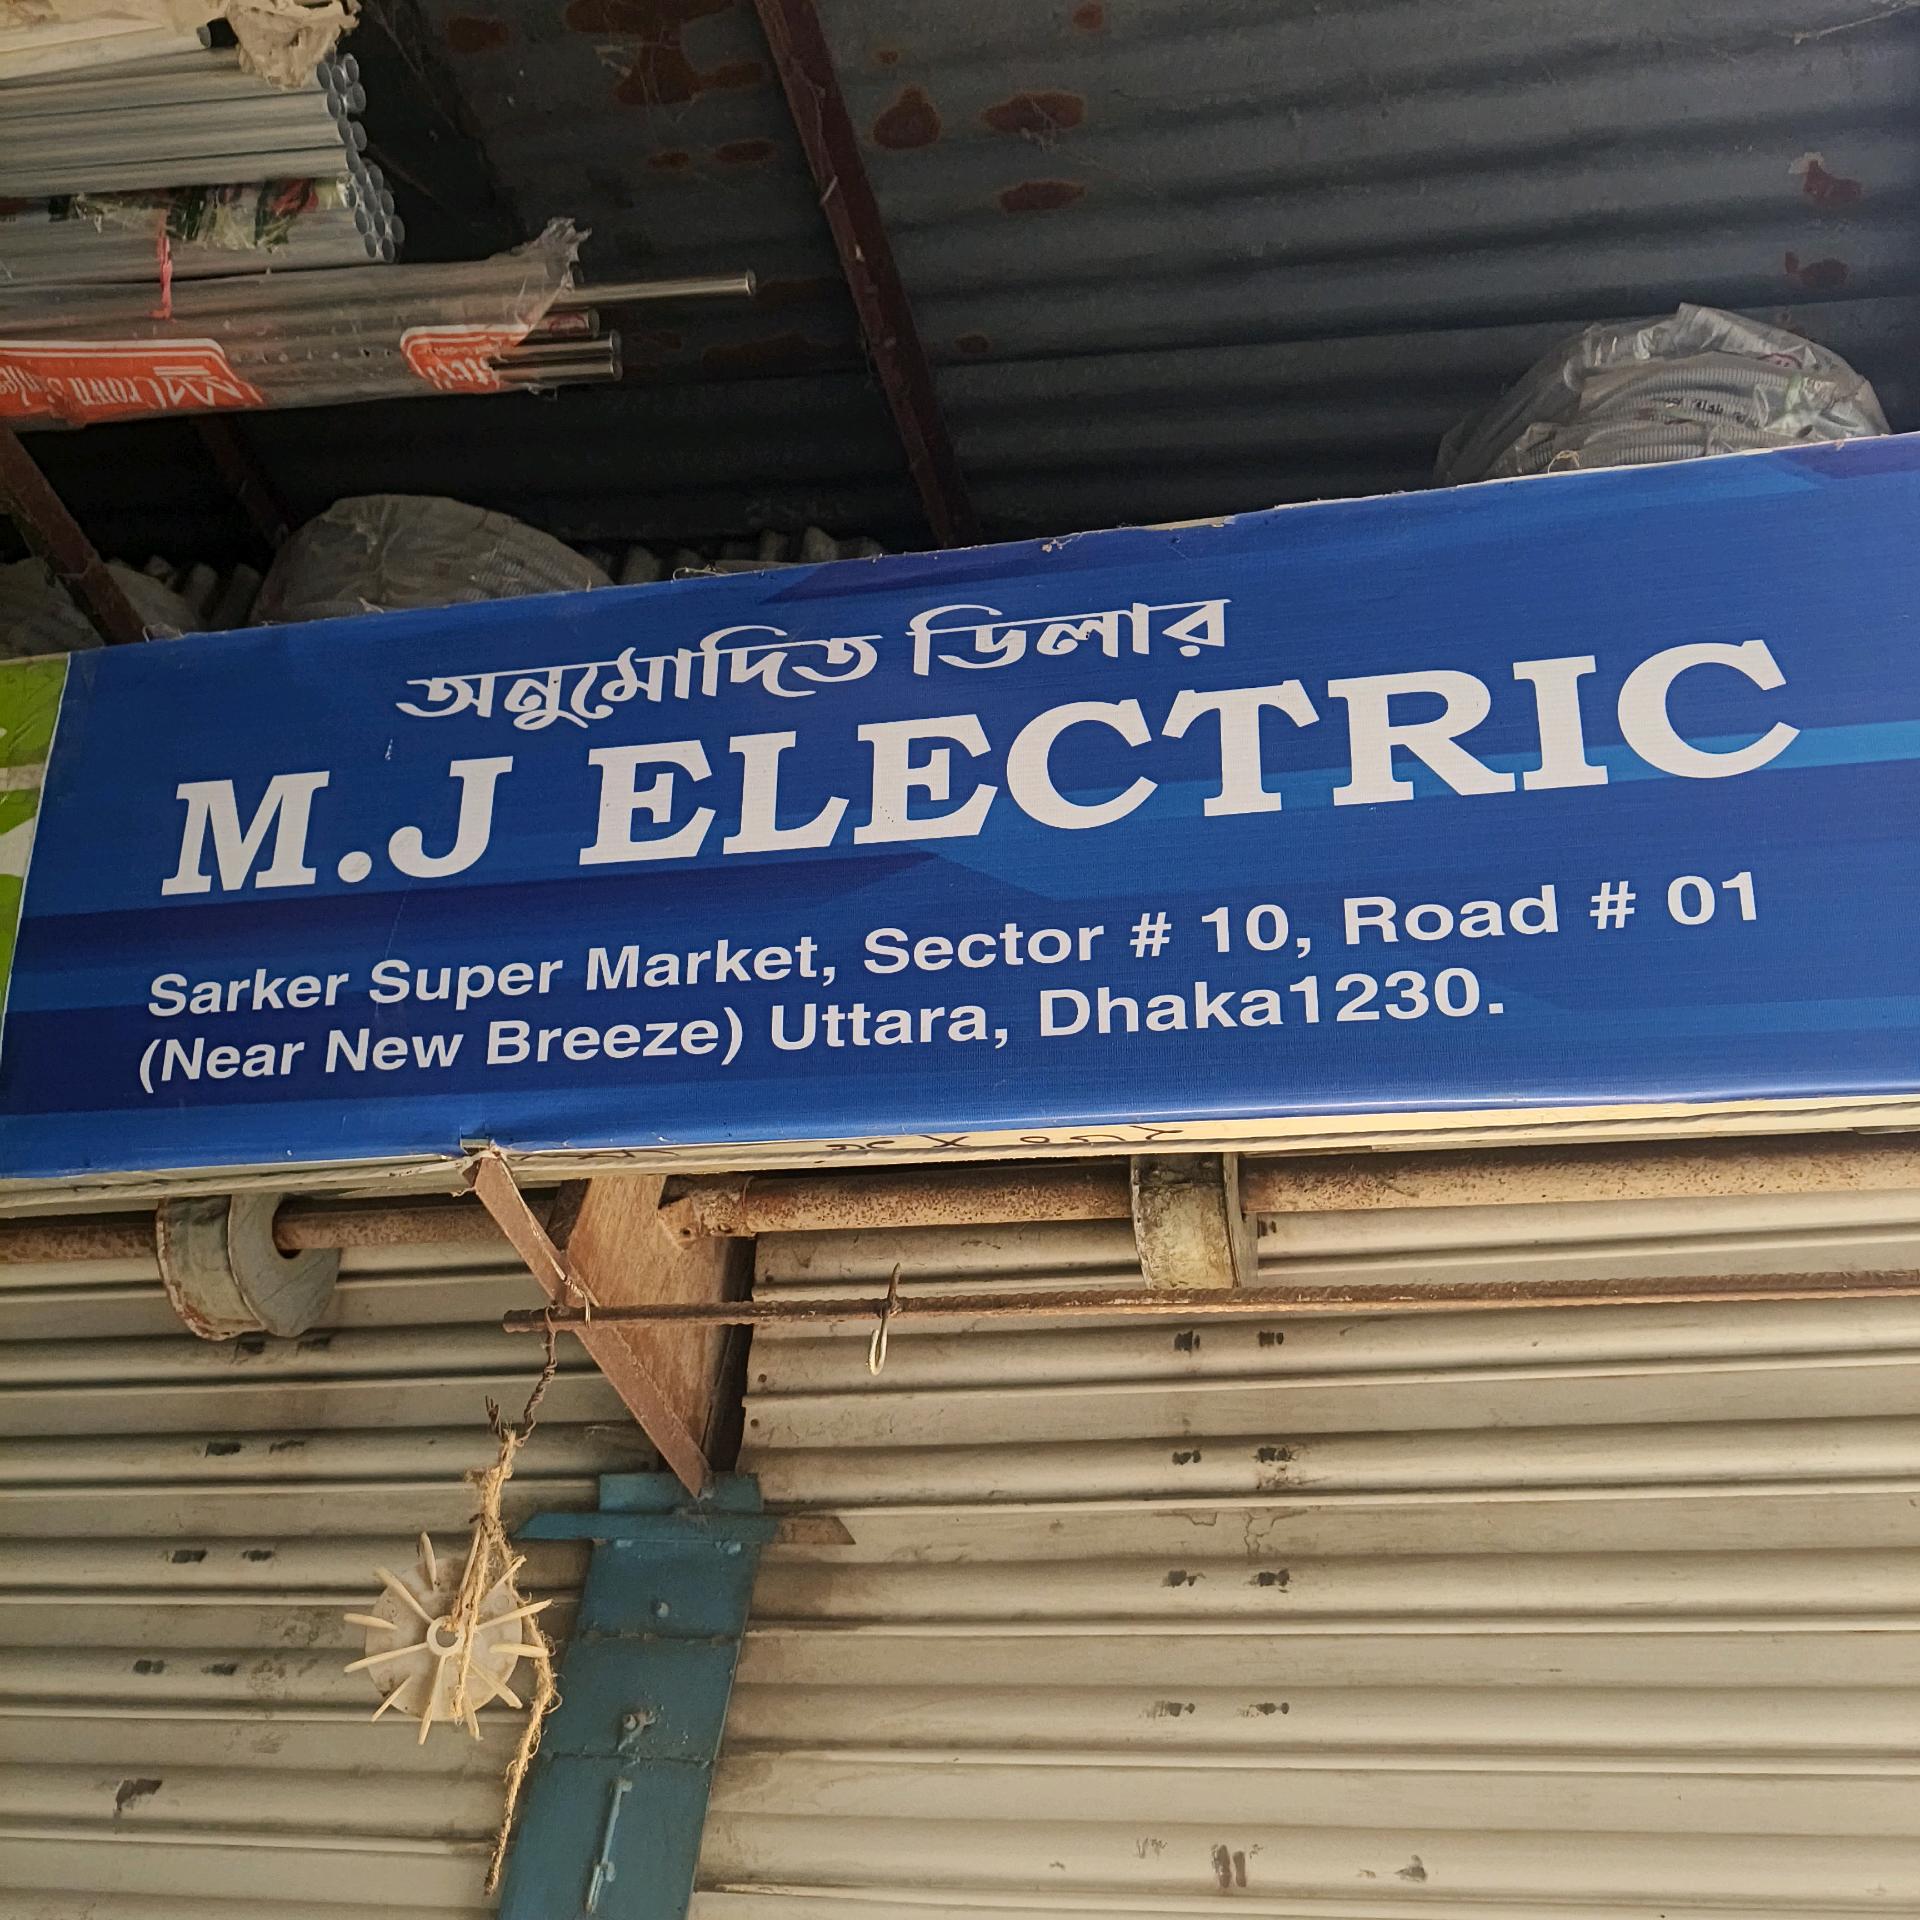 অনুমোদিত ডিলার
M.J ELECTRIC
Sarker Super Market, Sector # 10, Road # 01
(Near New Breeze) Uttara, Dhaka1230.